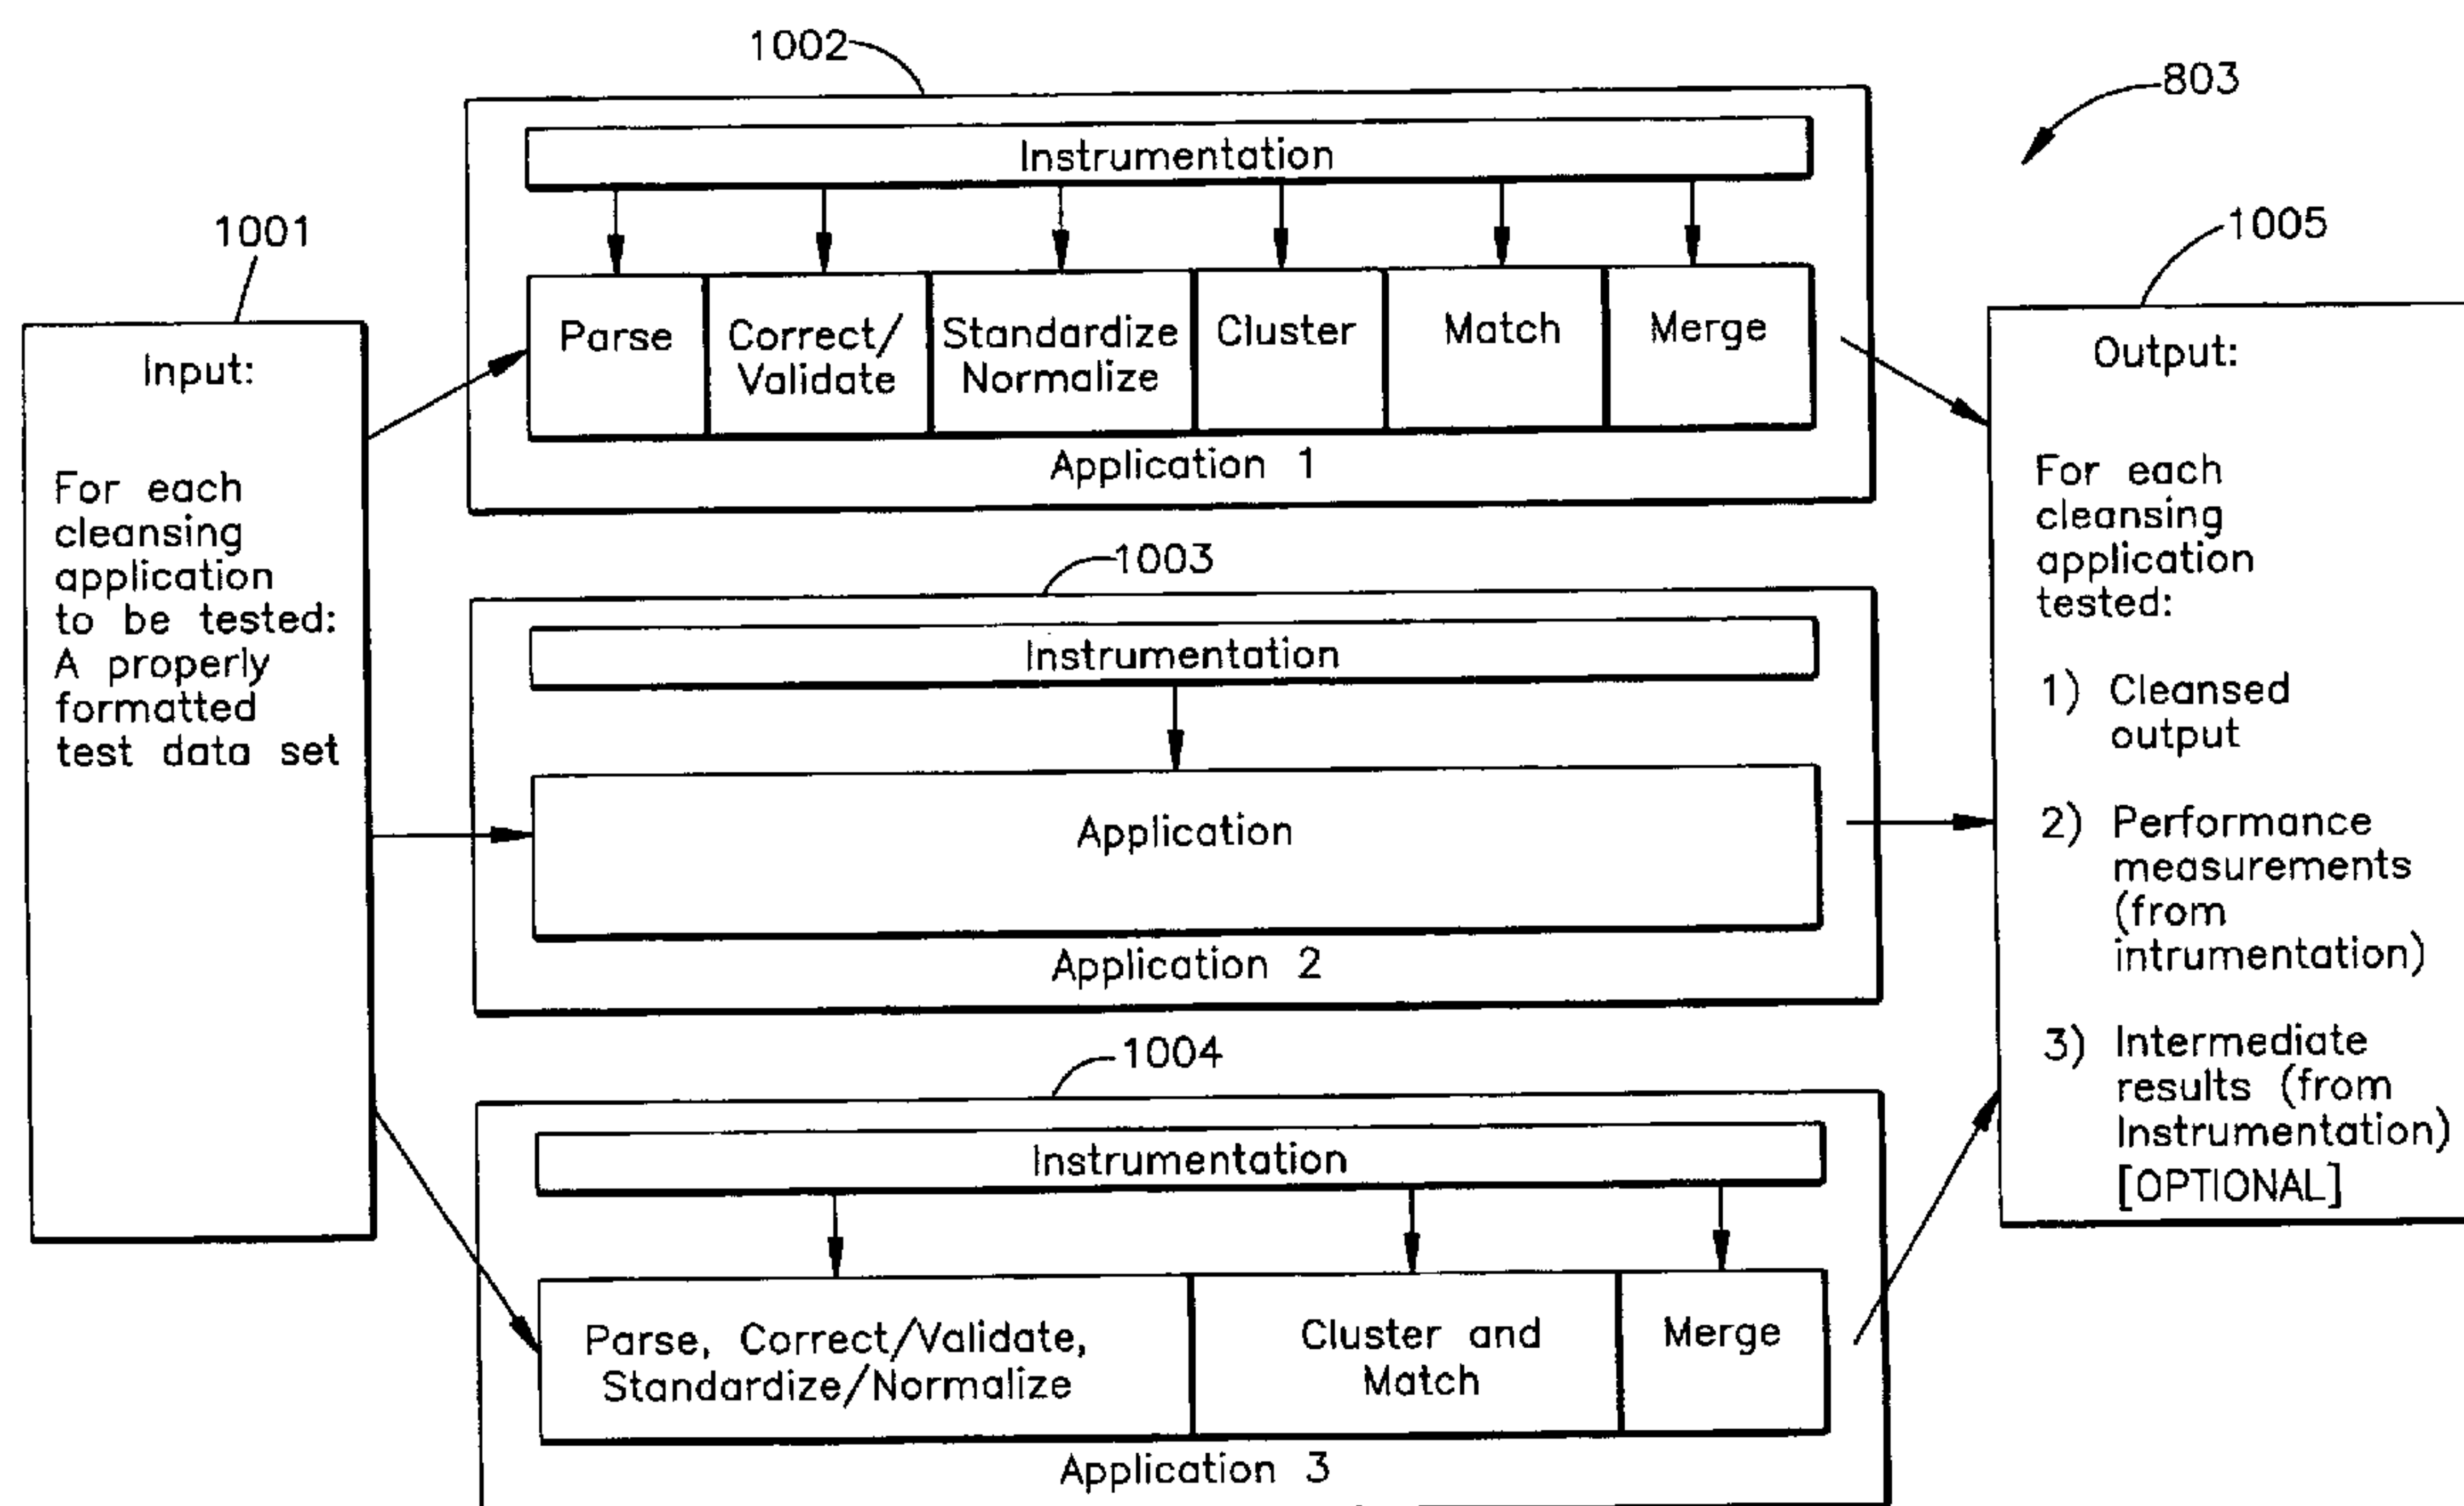 1002
803
Instrumentation
1001
1005
Parse
Correct/
Validate
Standardize
Normalize
Cluster
Match
Merge
Application 1
Input:
For each
cleansing
application
to be tested:
A properly
formatted
test data set
Output:
For each
cleansing
application
tested:
1) Cleansed
output
2) Performance
measurements
(from
intrumentation)
3) Intermediate
results (from
Instrumentation)
[OPTIONAL]
1003
Instrumentation
Application
Application 2
1004
Instrumentation
Parse, Correct/Validate,
Standardize/Normalize
Cluster and
Match
Merge
Application 3